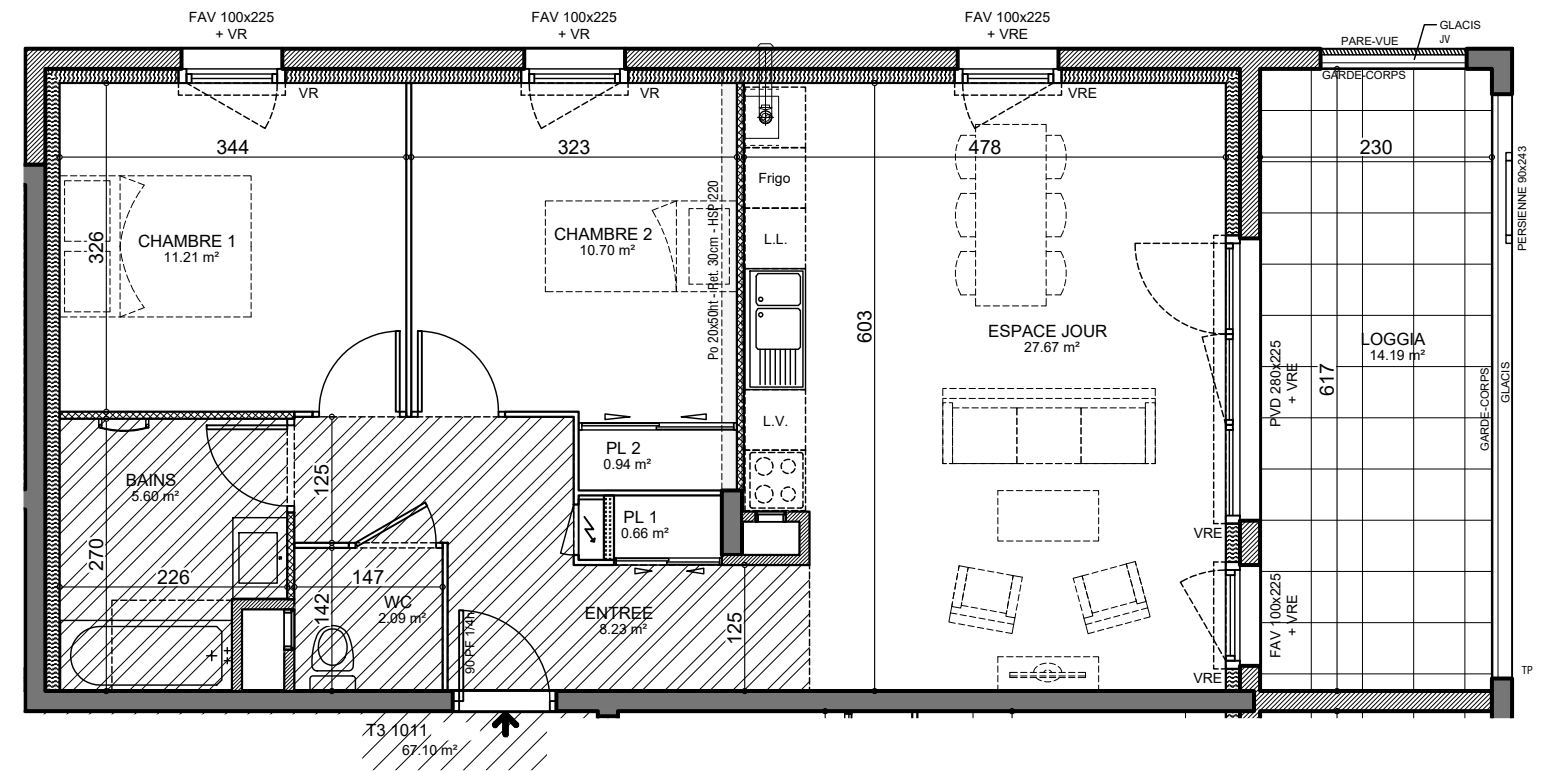 FAV 100x225
+ VR
FAV 100x225
+ VR
FAV 100x225
+ VRE
GLACIS
JV
PARE-VUE
GARDE-CORPS
VR
VR
VRE
344
323
478
230
PERSIENNE 90x243
Frigo
Po 20x50ht - Ret. 30cm - HSP 220
CHAMBRE 1
11.21 m²
326
CHAMBRE 2
10.70 m²
L.L.
603
ESPACE JOUR
27.67 m²
LOGGIA
14.19 m²
PVD 280x225
+ VRE
617
GARDE-CORPS
GLACIS
L.V.
PL 2
0.94 m²
BAINS
5.60 m²
125
PL 1
0.66 m²
270
VRE
226
147
142
WC
2.09 m²
90 PF 1/4h
ENTREE
8.23 m²
125
FAV 100x225
+ VRE
VRE
TP
T3 1011
67.10 m²